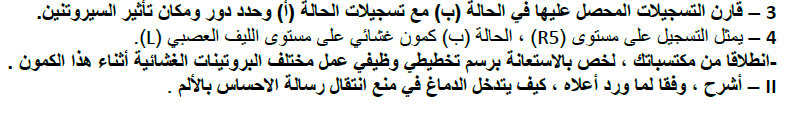 3 – قارن التسجيلات المحصل عليها في الحالة (ب) مع تسجيلات الحالة (أ) وحدد دور ومكان تأثير السيروتنين.
4 – يمثل التسجيل على مستوى (R5) ، الحالة (ب) كمون غشائي على مستوى الليف العصبي (L).
-انطلاقا من مكتسباتك ، لخص بالاستعانة برسم تخطيطي وظيفي عمل مختلف البروتينات الغشائية أثناء هذا الكمون .
II – أشرح ، وفقا لما ورد أعلاه ، كيف يتدخل الدماغ في منع انتقال رسالة الاحساس بالألم .